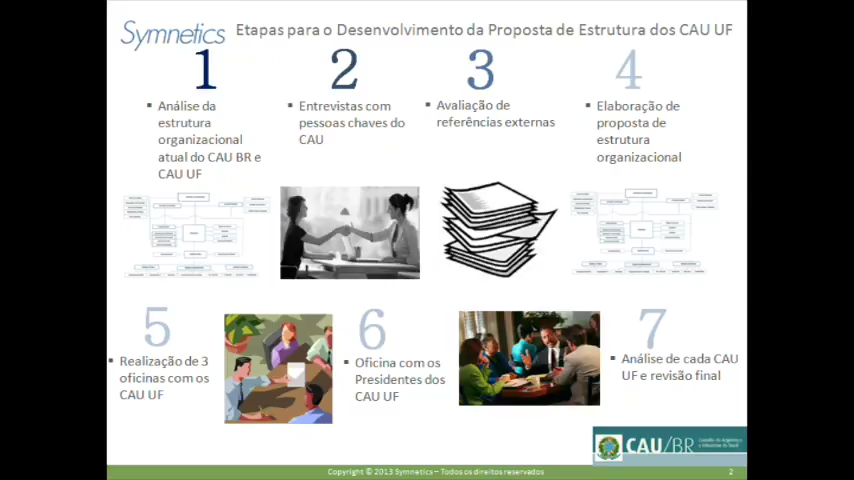 Symnetics
Etapas para o Desenvolvimento da Proposta de Estrutura dos CAU UF
1
▪ Análise da
estrutura
organizacional
atual do CAU BR e
CAU UF
2
▪ Entrevistas com
pessoas chaves do
CAU
3
▪ Avaliação de
referências externas
4
▪ Elaboração de
proposta de
estrutura
organizacional
5
▪ Realização de 3
oficinas com os
CAU UF
6
▪ Oficina com os
Presidentes dos
CAU UF
7
▪ Análise de cada CAU
UF e revisão final
CAU/BR
Copyright © 2013 Symnetics – Todos os direitos reservados
2